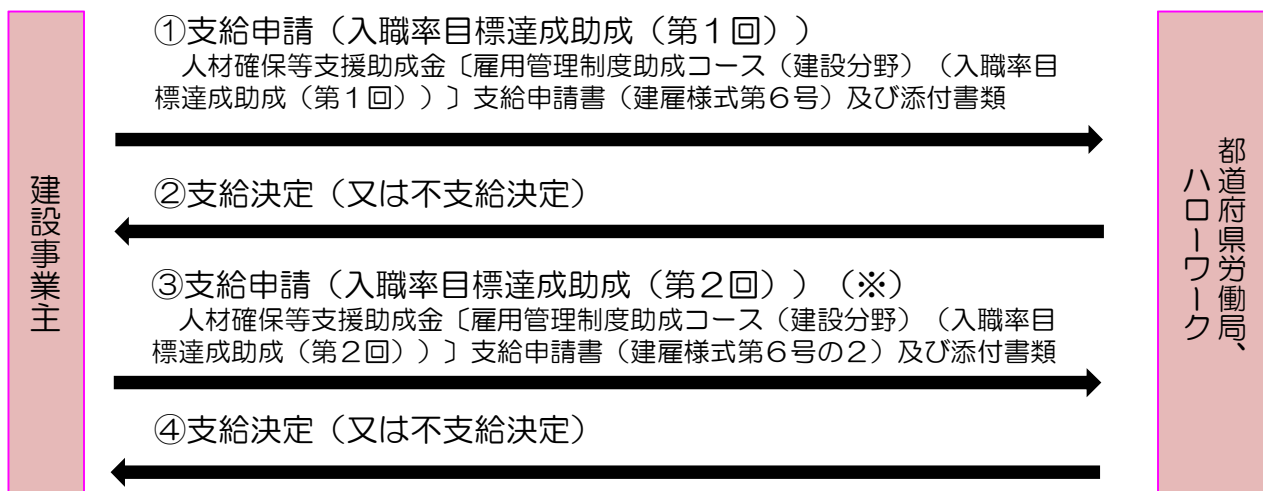 ①支給申請（入職率目標達成助成（第１回））
人材確保等支援助成金〔雇用管理制度助成コース（建設分野）（入職率目
標達成助成（第１回））〕支給申請書（建雇様式第６号）及び添付書類
建設事業主
②支給決定（又は不支給決定）
③支給申請（入職率目標達成助成（第２回））（※）
人材確保等支援助成金〔雇用管理制度助成コース（建設分野）（入職率目
標達成助成（第２回））〕支給申請書（建雇様式第６号の２）及び添付書類
④支給決定（又は不支給決定）
都道府県労働局、
ハローワーク